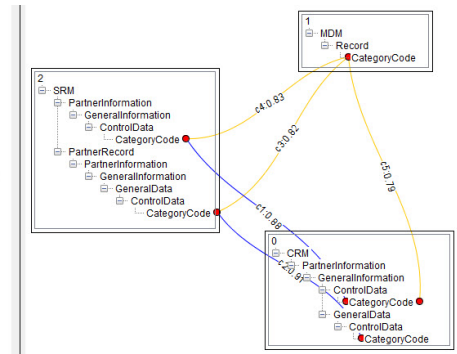 1
MDM
Record
CategoryCode
2
SRM
PartnerInformation
GeneralInformation
ControlData
CategoryCode
PartnerRecord
PartnerInformation
GeneralInformation
GeneralData
ControlData
CategoryCode
c4:0.83
c3:0.82
c5:0.79
c1:0.88
0
CRM
PartnerInformation
GeneralInformation
ControlData
CategoryCode
GeneralData
ControlData
CategoryCode